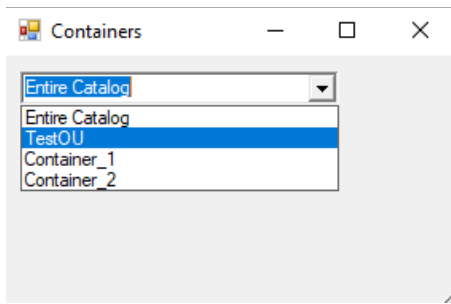 Containers
Entire Catalog
Entire Catalog
TestOU
Container_1
Container_2